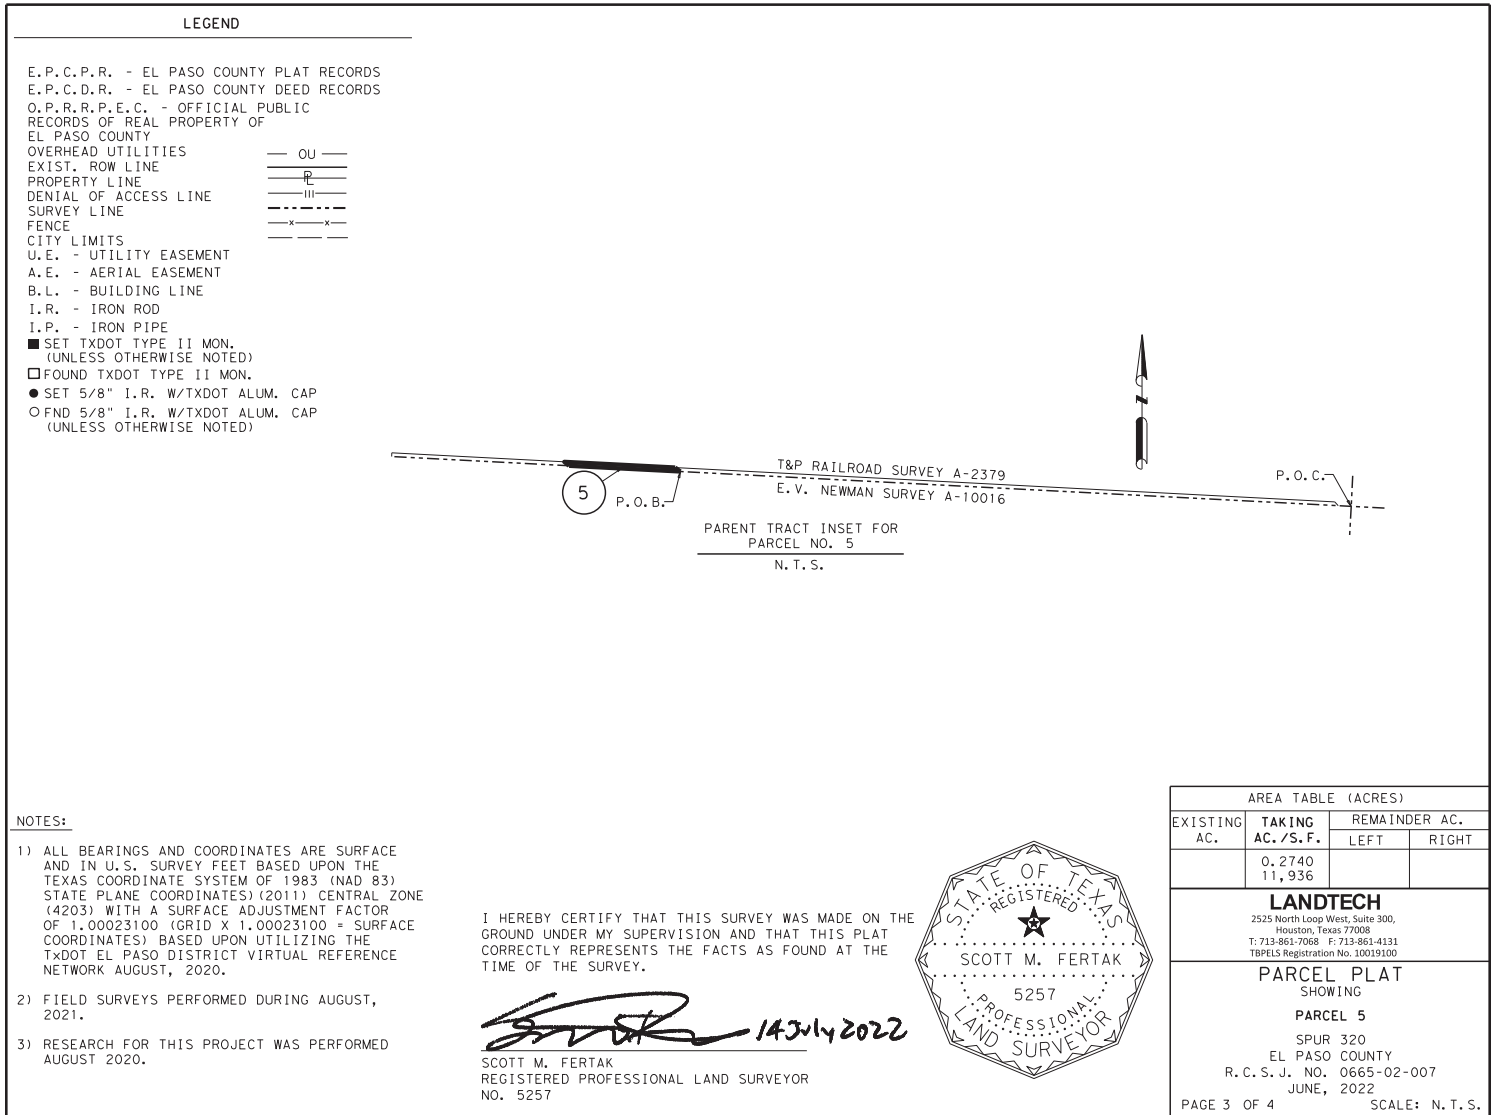 LEGEND
E.P.C.P.R. - EL PASO COUNTY PLAT RECORDS
E.P.C.D.R. - EL PASO COUNTY DEED RECORDS
O.P.R.R.P.E.C. - OFFICIAL PUBLIC
RECORDS OF REAL PROPERTY OF
EL PASO COUNTY
OVERHEAD UTILITIES OU
EXIST. ROW LINE
PROPERTY LINE PL
DENIAL OF ACCESS LINE III
SURVEY LINE
FENCE x x
CITY LIMITS
U.E. - UTILITY EASEMENT
A.E. - AERIAL EASEMENT
B.L. - BUILDING LINE
I.R. - IRON ROD
I.P. - IRON PIPE
SET TXDOT TYPE II MON.
(UNLESS OTHERWISE NOTED)
FOUND TXDOT TYPE II MON.
SET 5/8" I.R. W/TXDOT ALUM. CAP
FND 5/8" I.R. W/TXDOT ALUM. CAP
(UNLESS OTHERWISE NOTED)
N
T&P RAILROAD SURVEY A-2379
E.V. NEWMAN SURVEY A-10016
P.O.C.
5
P.O.B.
PARENT TRACT INSET FOR
PARCEL NO. 5
N.T.S.
NOTES:
1) ALL BEARINGS AND COORDINATES ARE SURFACE
AND IN U.S. SURVEY FEET BASED UPON THE
TEXAS COORDINATE SYSTEM OF 1983 (NAD 83)
STATE PLANE COORDINATES)(2011) CENTRAL ZONE
(4203) WITH A SURFACE ADJUSTMENT FACTOR
OF 1.00023100 (GRID X 1.00023100 = SURFACE
COORDINATES) BASED UPON UTILIZING THE
TxDOT EL PASO DISTRICT VIRTUAL REFERENCE
NETWORK AUGUST, 2020.
2) FIELD SURVEYS PERFORMED DURING AUGUST,
2021.
3) RESEARCH FOR THIS PROJECT WAS PERFORMED
AUGUST 2020.
I HEREBY CERTIFY THAT THIS SURVEY WAS MADE ON THE
GROUND UNDER MY SUPERVISION AND THAT THIS PLAT
CORRECTLY REPRESENTS THE FACTS AS FOUND AT THE
TIME OF THE SURVEY.
14 July 2022
SCOTT M. FERTAK
REGISTERED PROFESSIONAL LAND SURVEYOR
NO. 5257
STATE OF TEXAS
REGISTERED
SCOTT M. FERTAK
5257
PROFESSIONAL
LAND SURVEYOR
AREA TABLE (ACRES)
EXISTING TAKING REMAINDER AC.
AC. AC./S.F. LEFT RIGHT
0.2740
11,936
LANDTECH
2525 North Loop West, Suite 300,
Houston, Texas 77008
T: 713-861-7068 F: 713-861-4131
TBPELS Registration No. 10019100
PARCEL PLAT
SHOWING
PARCEL 5
SPUR 320
EL PASO COUNTY
R.C.S.J. NO. 0665-02-007
JUNE, 2022
PAGE 3 OF 4 SCALE: N.T.S.